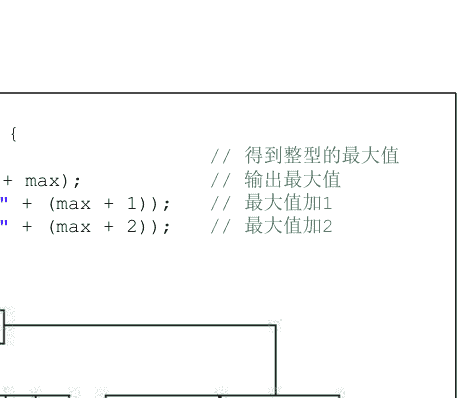 {
// 得到整型的最大值
+ max); // 输出最大值
" + (max + 1)); // 最大值加1
" + (max + 2)); // 最大值加2